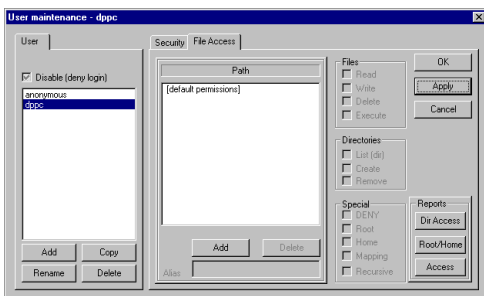 User maintenance - dppc
User
Disable (deny login)
anonymous
dppc
Add
Copy
Rename
Delete
Security
File Access
Path
[default permissions]
Add
Delete
Alias
Files
Read
Write
Delete
Execute
Directories
List (dir)
Create
Remove
Special
DENY
Root
Home
Mapping
Recursive
OK
Apply
Cancel
Reports
Dir Access
Root/Home
Access